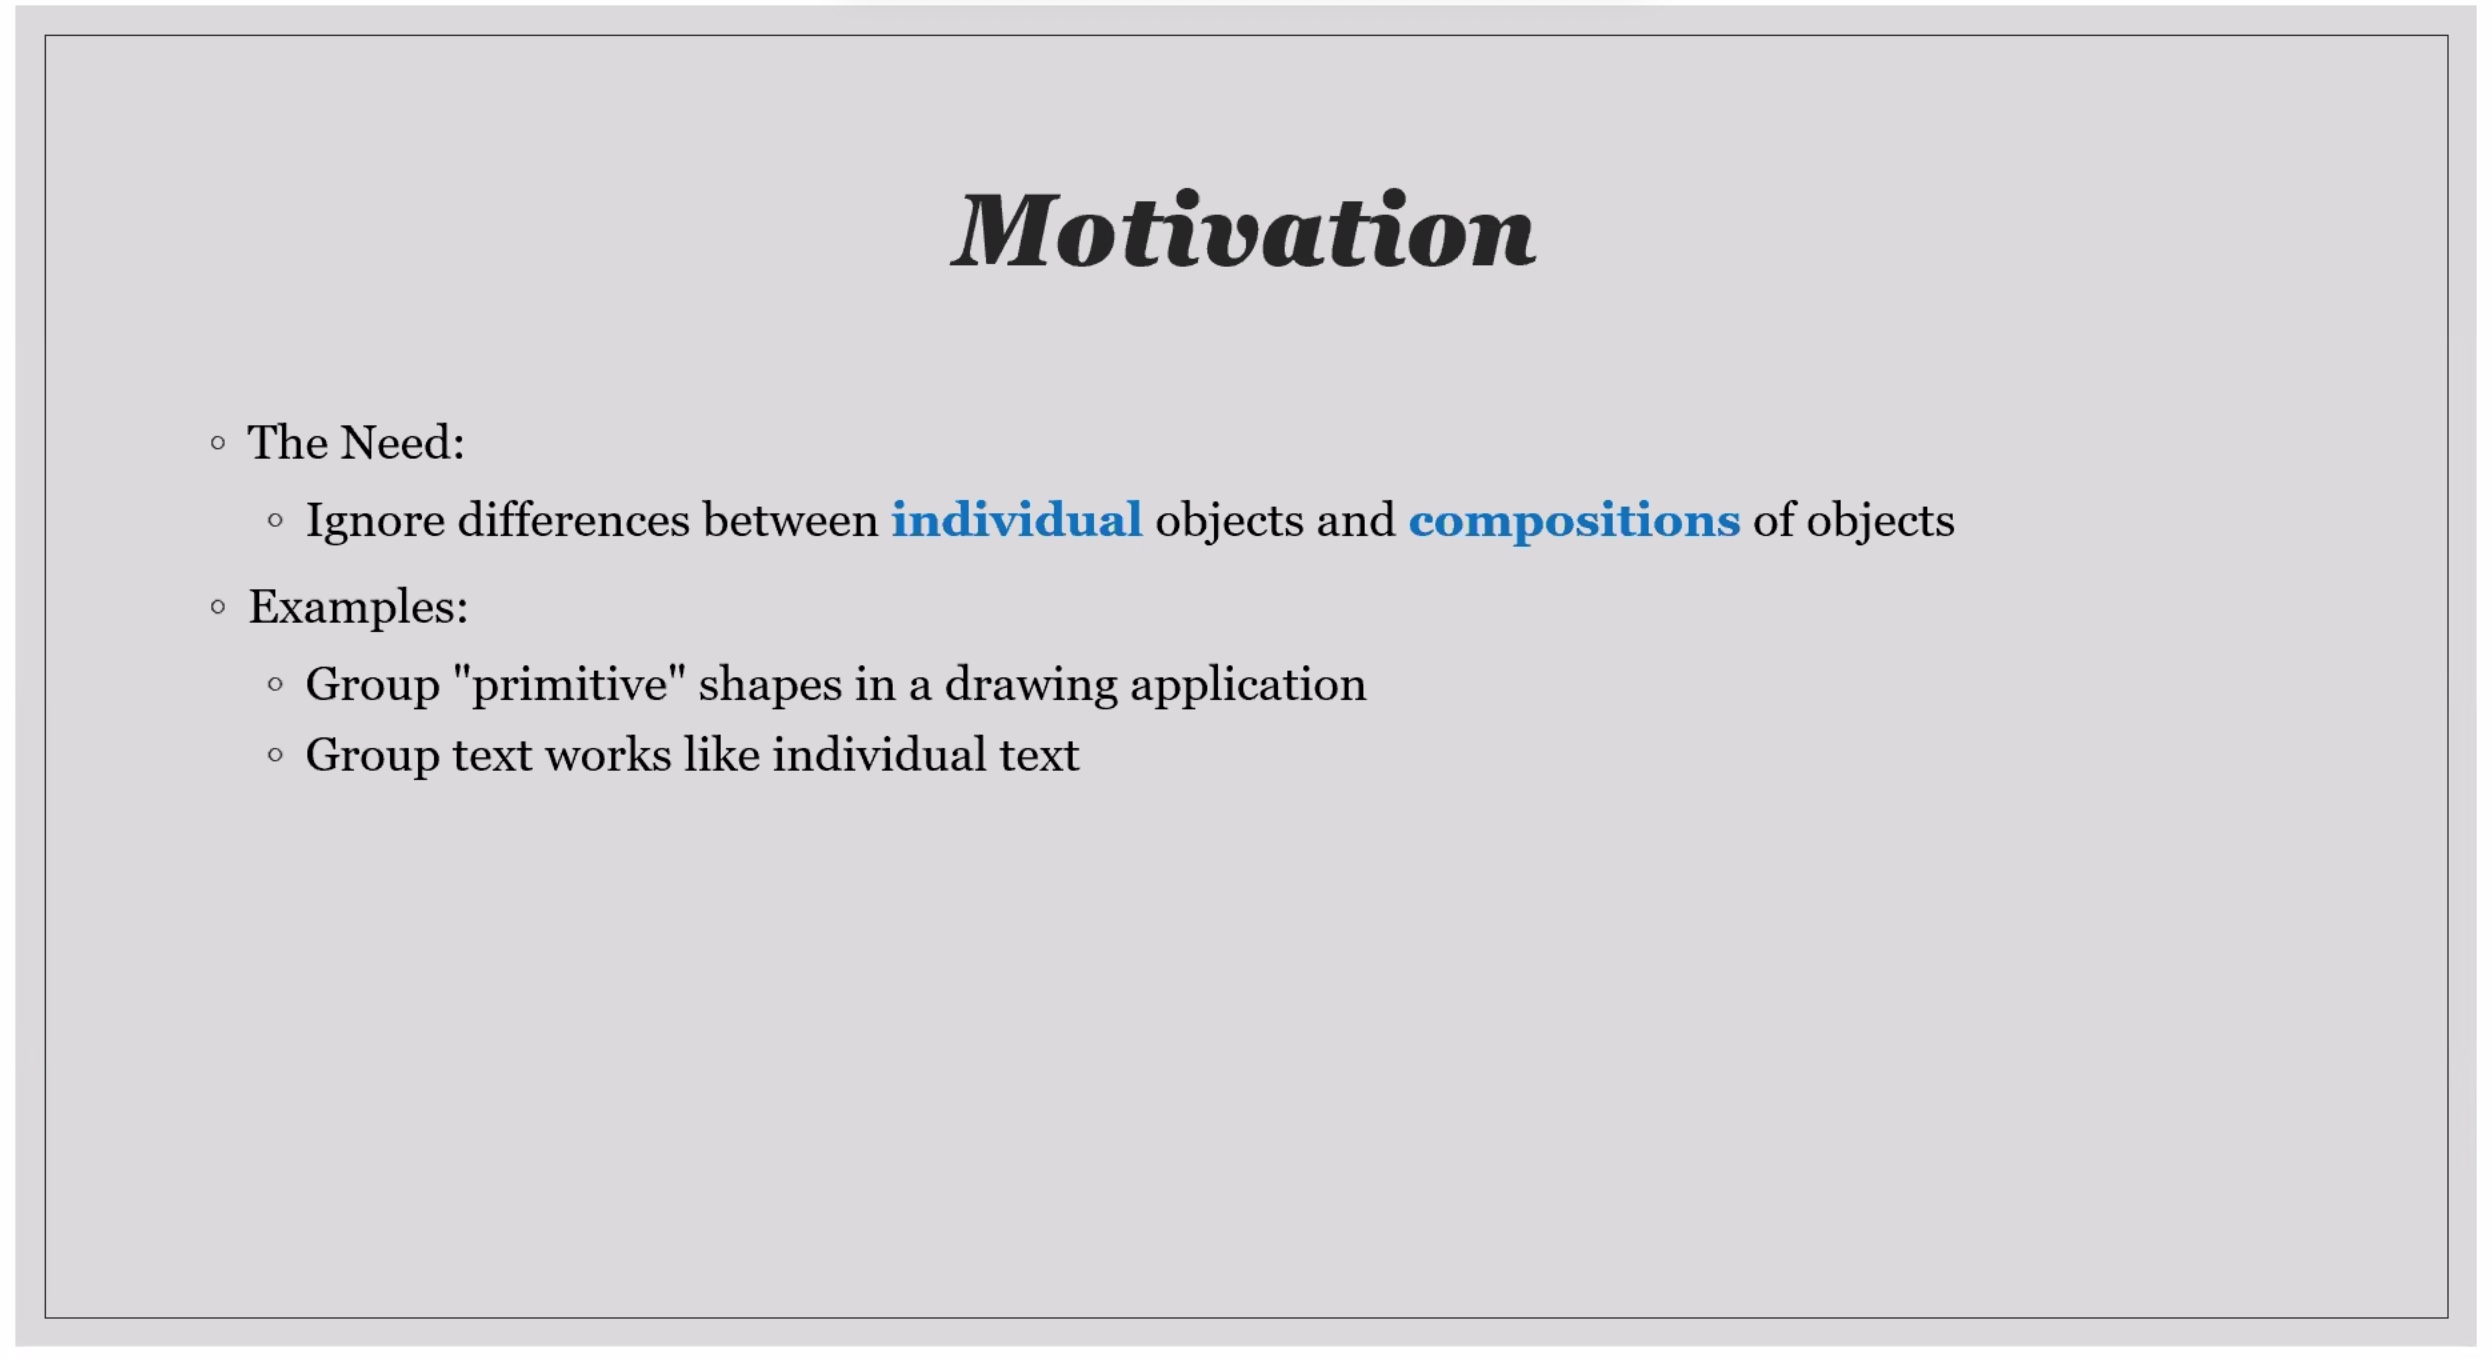 Motivation
◦ The Need:
◦ Ignore differences between individual objects and compositions of objects
◦ Examples:
◦ Group "primitive" shapes in a drawing application
◦ Group text works like individual text